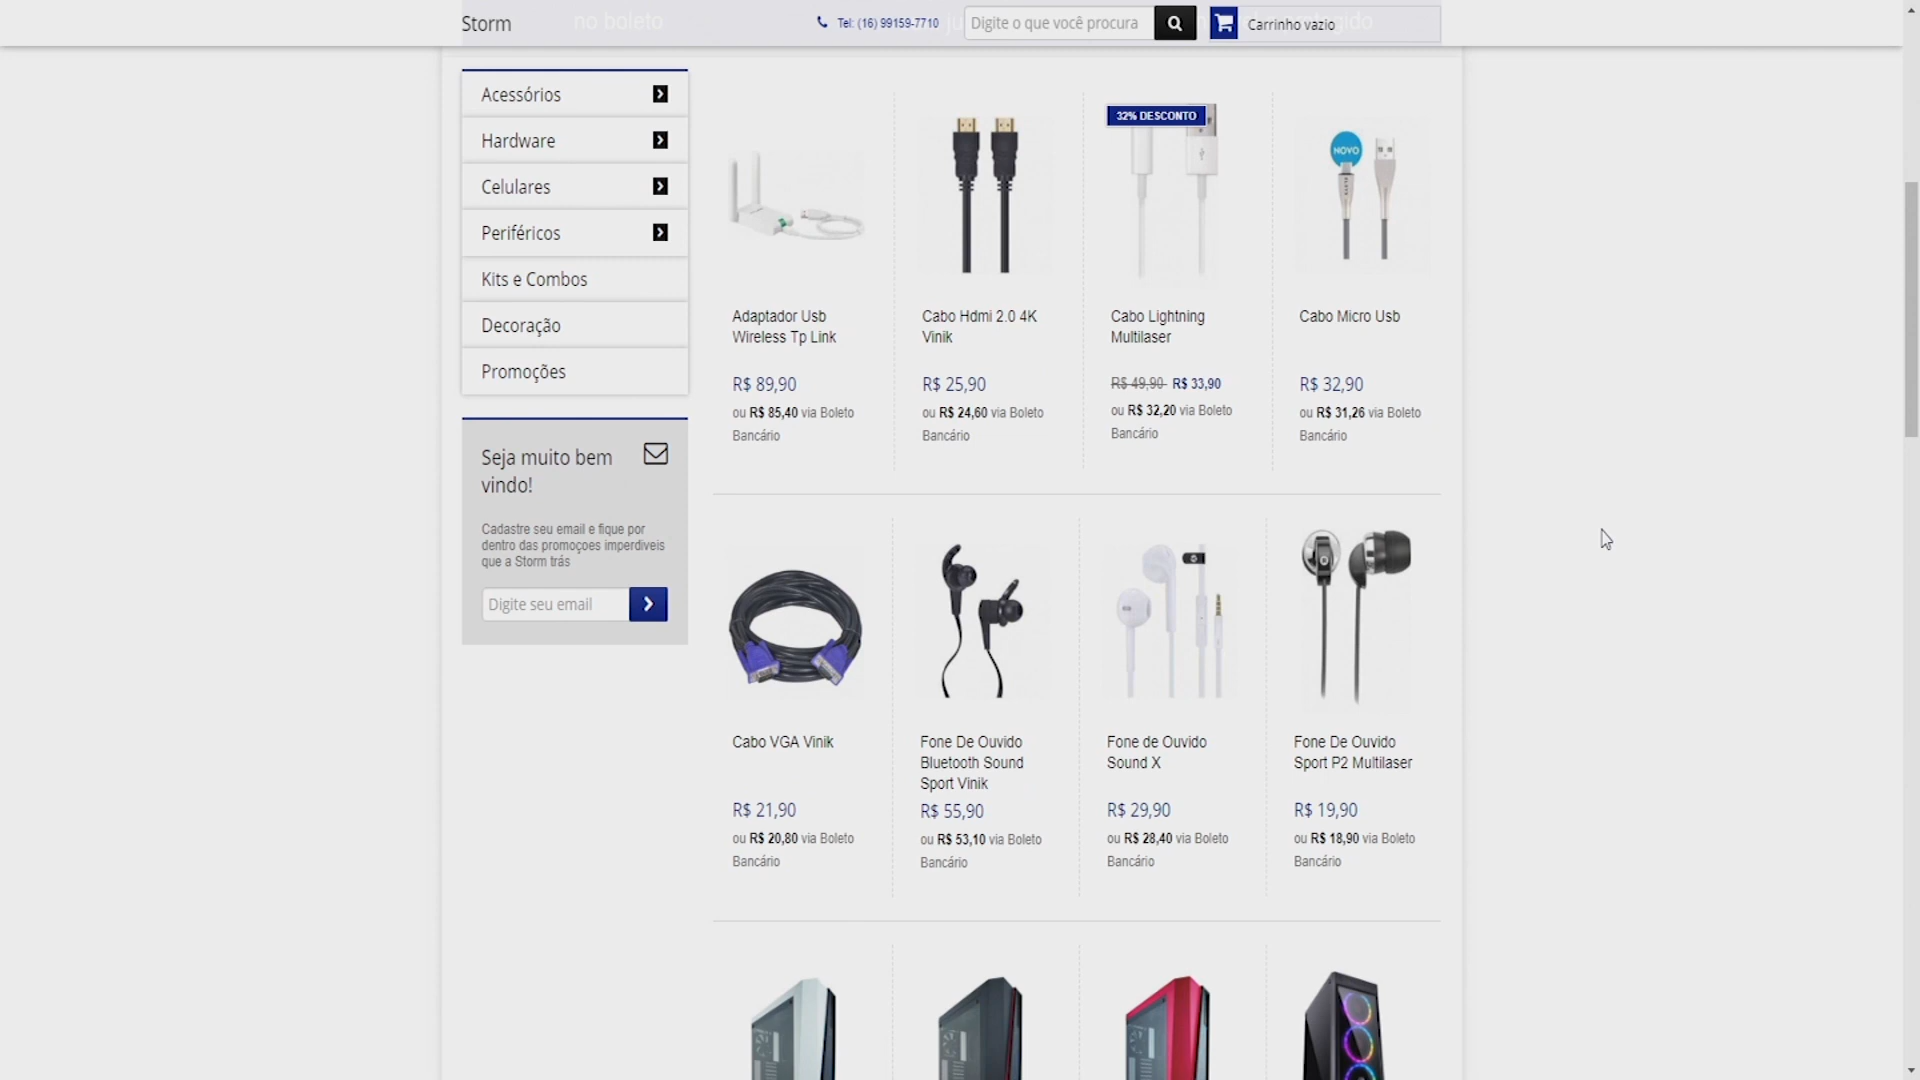 Storm
no boleto
Tel: (16) 99159-7710
Digite o que você procura
Carrinho vazio
Acessórios
Hardware
Celulares
Periféricos
Kits e Combos
Decoração
Promoções
Seja muito bem
vindo!
Cadastre seu email e fique por
dentro das promoçoes imperdiveis
que a Storm trás
Digite seu email
Adaptador Usb
Wireless Tp Link
R$ 89,90
ou R$ 85,40 via Boleto
Bancário
Cabo Hdmi 2.0 4K
Vinik
R$ 25,90
ou R$ 24,60 via Boleto
Bancário
32% DESCONTO
Cabo Lightning
Multilaser
R$ 49,90 R$ 33,90
ou R$ 32,20 via Boleto
Bancário
NOVO
Cabo Micro Usb
R$ 32,90
ou R$ 31,26 via Boleto
Bancário
Cabo VGA Vinik
R$ 21,90
ou R$ 20,80 via Boleto
Bancário
Fone De Ouvido
Bluetooth Sound
Sport Vinik
R$ 55,90
ou R$ 53,10 via Boleto
Bancário
Fone de Ouvido
Sound X
R$ 29,90
ou R$ 28,40 via Boleto
Bancário
Fone De Ouvido
Sport P2 Multilaser
R$ 19,90
ou R$ 18,90 via Boleto
Bancário